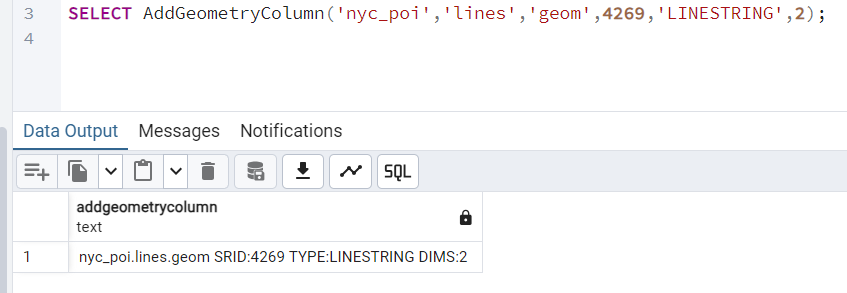 3 SELECT AddGeometryColumn('nyc_poi','lines','geom',4269,'LINESTRING',2);
4
Data Output Messages Notifications
SQL
addgeometrycolumn
text
1 nyc_poi.lines.geom SRID:4269 TYPE:LINESTRING DIMS:2